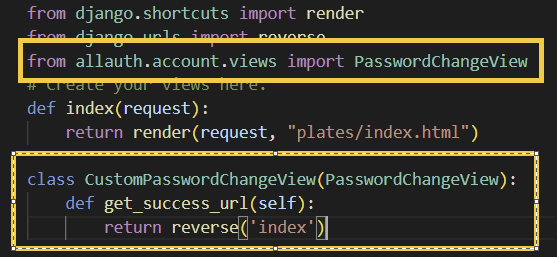 from django.shortcuts import render
from django.urls import reverse
from allauth.account.views import PasswordChangeView
# Create your views here.
def index(request):
    return render(request, "plates/index.html")
class CustomPasswordChangeView(PasswordChangeView):
    def get_success_url(self):
        return reverse('index')